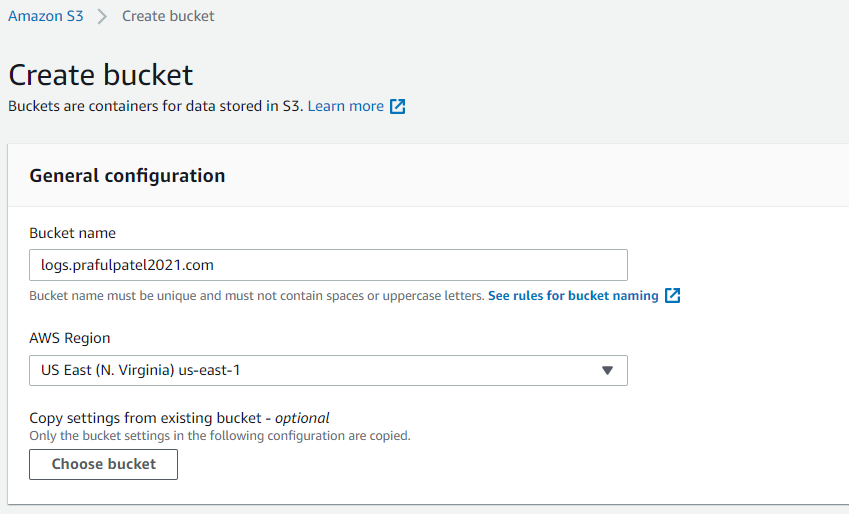 Amazon S3 > Create bucket
Create bucket
Buckets are containers for data stored in S3. Learn more
General configuration
Bucket name
logs.prafulpatel2021.com
Bucket name must be unique and must not contain spaces or uppercase letters. See rules for bucket naming
AWS Region
US East (N. Virginia) us-east-1
Copy settings from existing bucket - optional
Only the bucket settings in the following configuration are copied.
Choose bucket